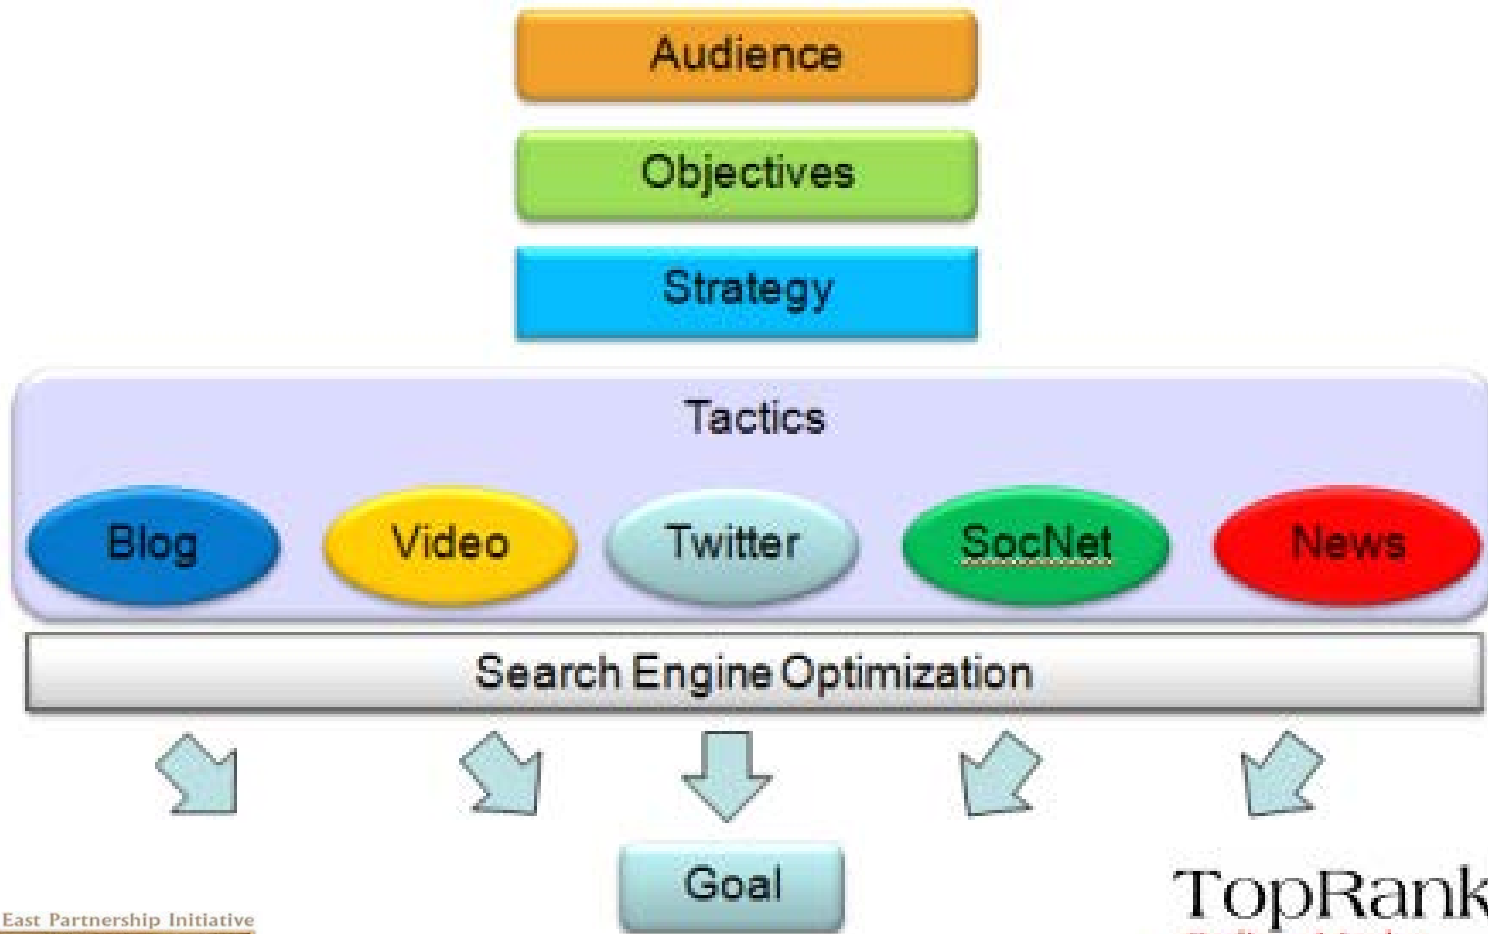 Audience
Objectives
Strategy
Tactics
Blog Video Twitter SocNet News
Search Engine Optimization
Goal
TopRank
East Partnership Initiative